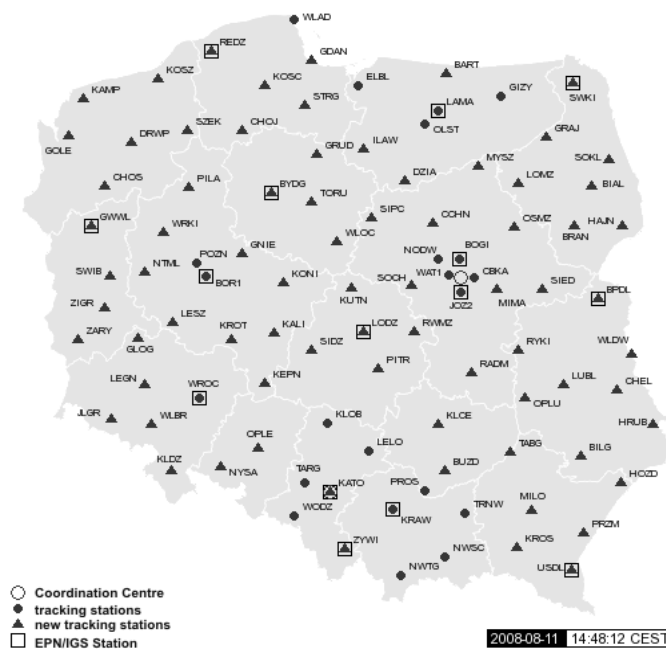 WLAD
REDZ
GDAN
KOSZ
KOSC
ELBL
BART
GIZY
SWKI
KAMP
STRG
LAMA
OLST
GOLE
DRWP
SZEK
CHOJ
GRUD
ILAW
GRAJ
MYSZ
SOKL
CHOS
PILA
BYDG
TORU
DZIA
LOMZ
BIAL
GWWL
WRKI
SIPC
CCHN
OSMZ
BRAN
HAJN
POZN
GNIE
WLOC
NODW
BOGI
SWIB
NTML
BOR1
KONI
KUTN
SOCH
WAT1
CBKA
MIMA
SIED
BPDL
JOZ2
ZIGR
LESZ
ZARY
GLOG
KROT
KALI
SIDZ
LODZ
RWMZ
RYKI
WLDW
PITR
RADM
LEGN
WROC
KEPN
OPLU
LUBL
CHEL
JLGR
WLBR
KLOB
KLCE
HRUB
OPLE
LELO
TABG
BILG
KLDZ
NYSA
TARG
KATO
PROS
BUZD
HOZD
WODZ
KRAW
TRNW
MILO
PRZM
ZYWI
NWSC
KROS
NWTG
USDL
Coordination Centre
tracking stations
new tracking stations
EPN/IGS Station
2008-08-11 14:48:12 CEST